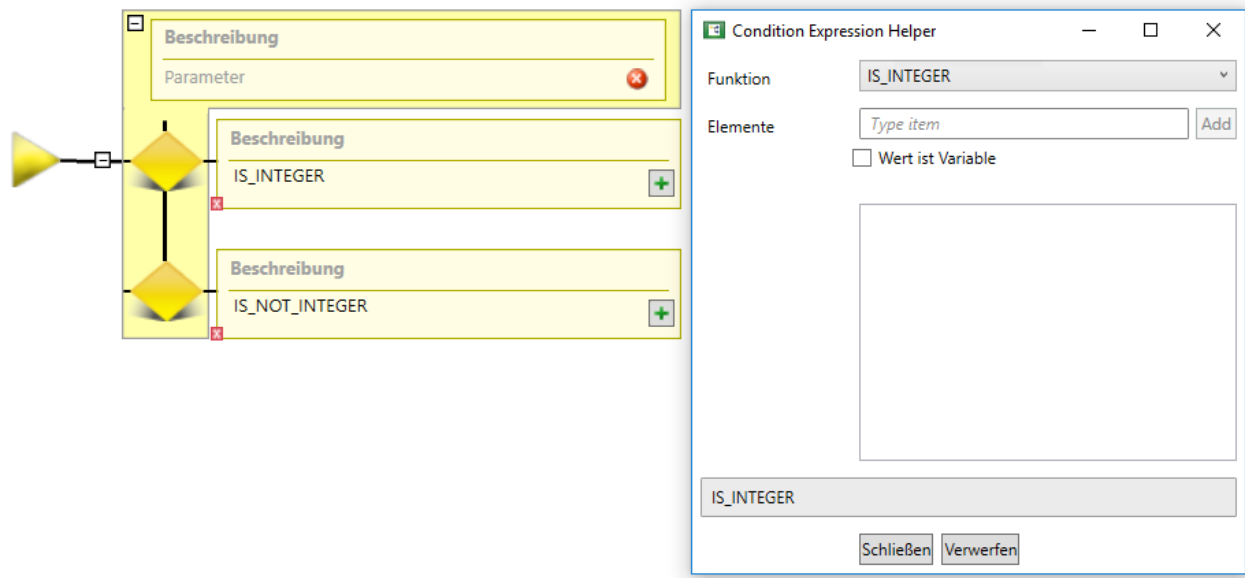 Beschreibung
Parameter
Beschreibung
IS_INTEGER
Beschreibung
IS_NOT_INTEGER
Condition Expression Helper
Funktion
IS_INTEGER
Elemente
Type item
Add
Wert ist Variable
IS_INTEGER
Schließen
Verwerfen